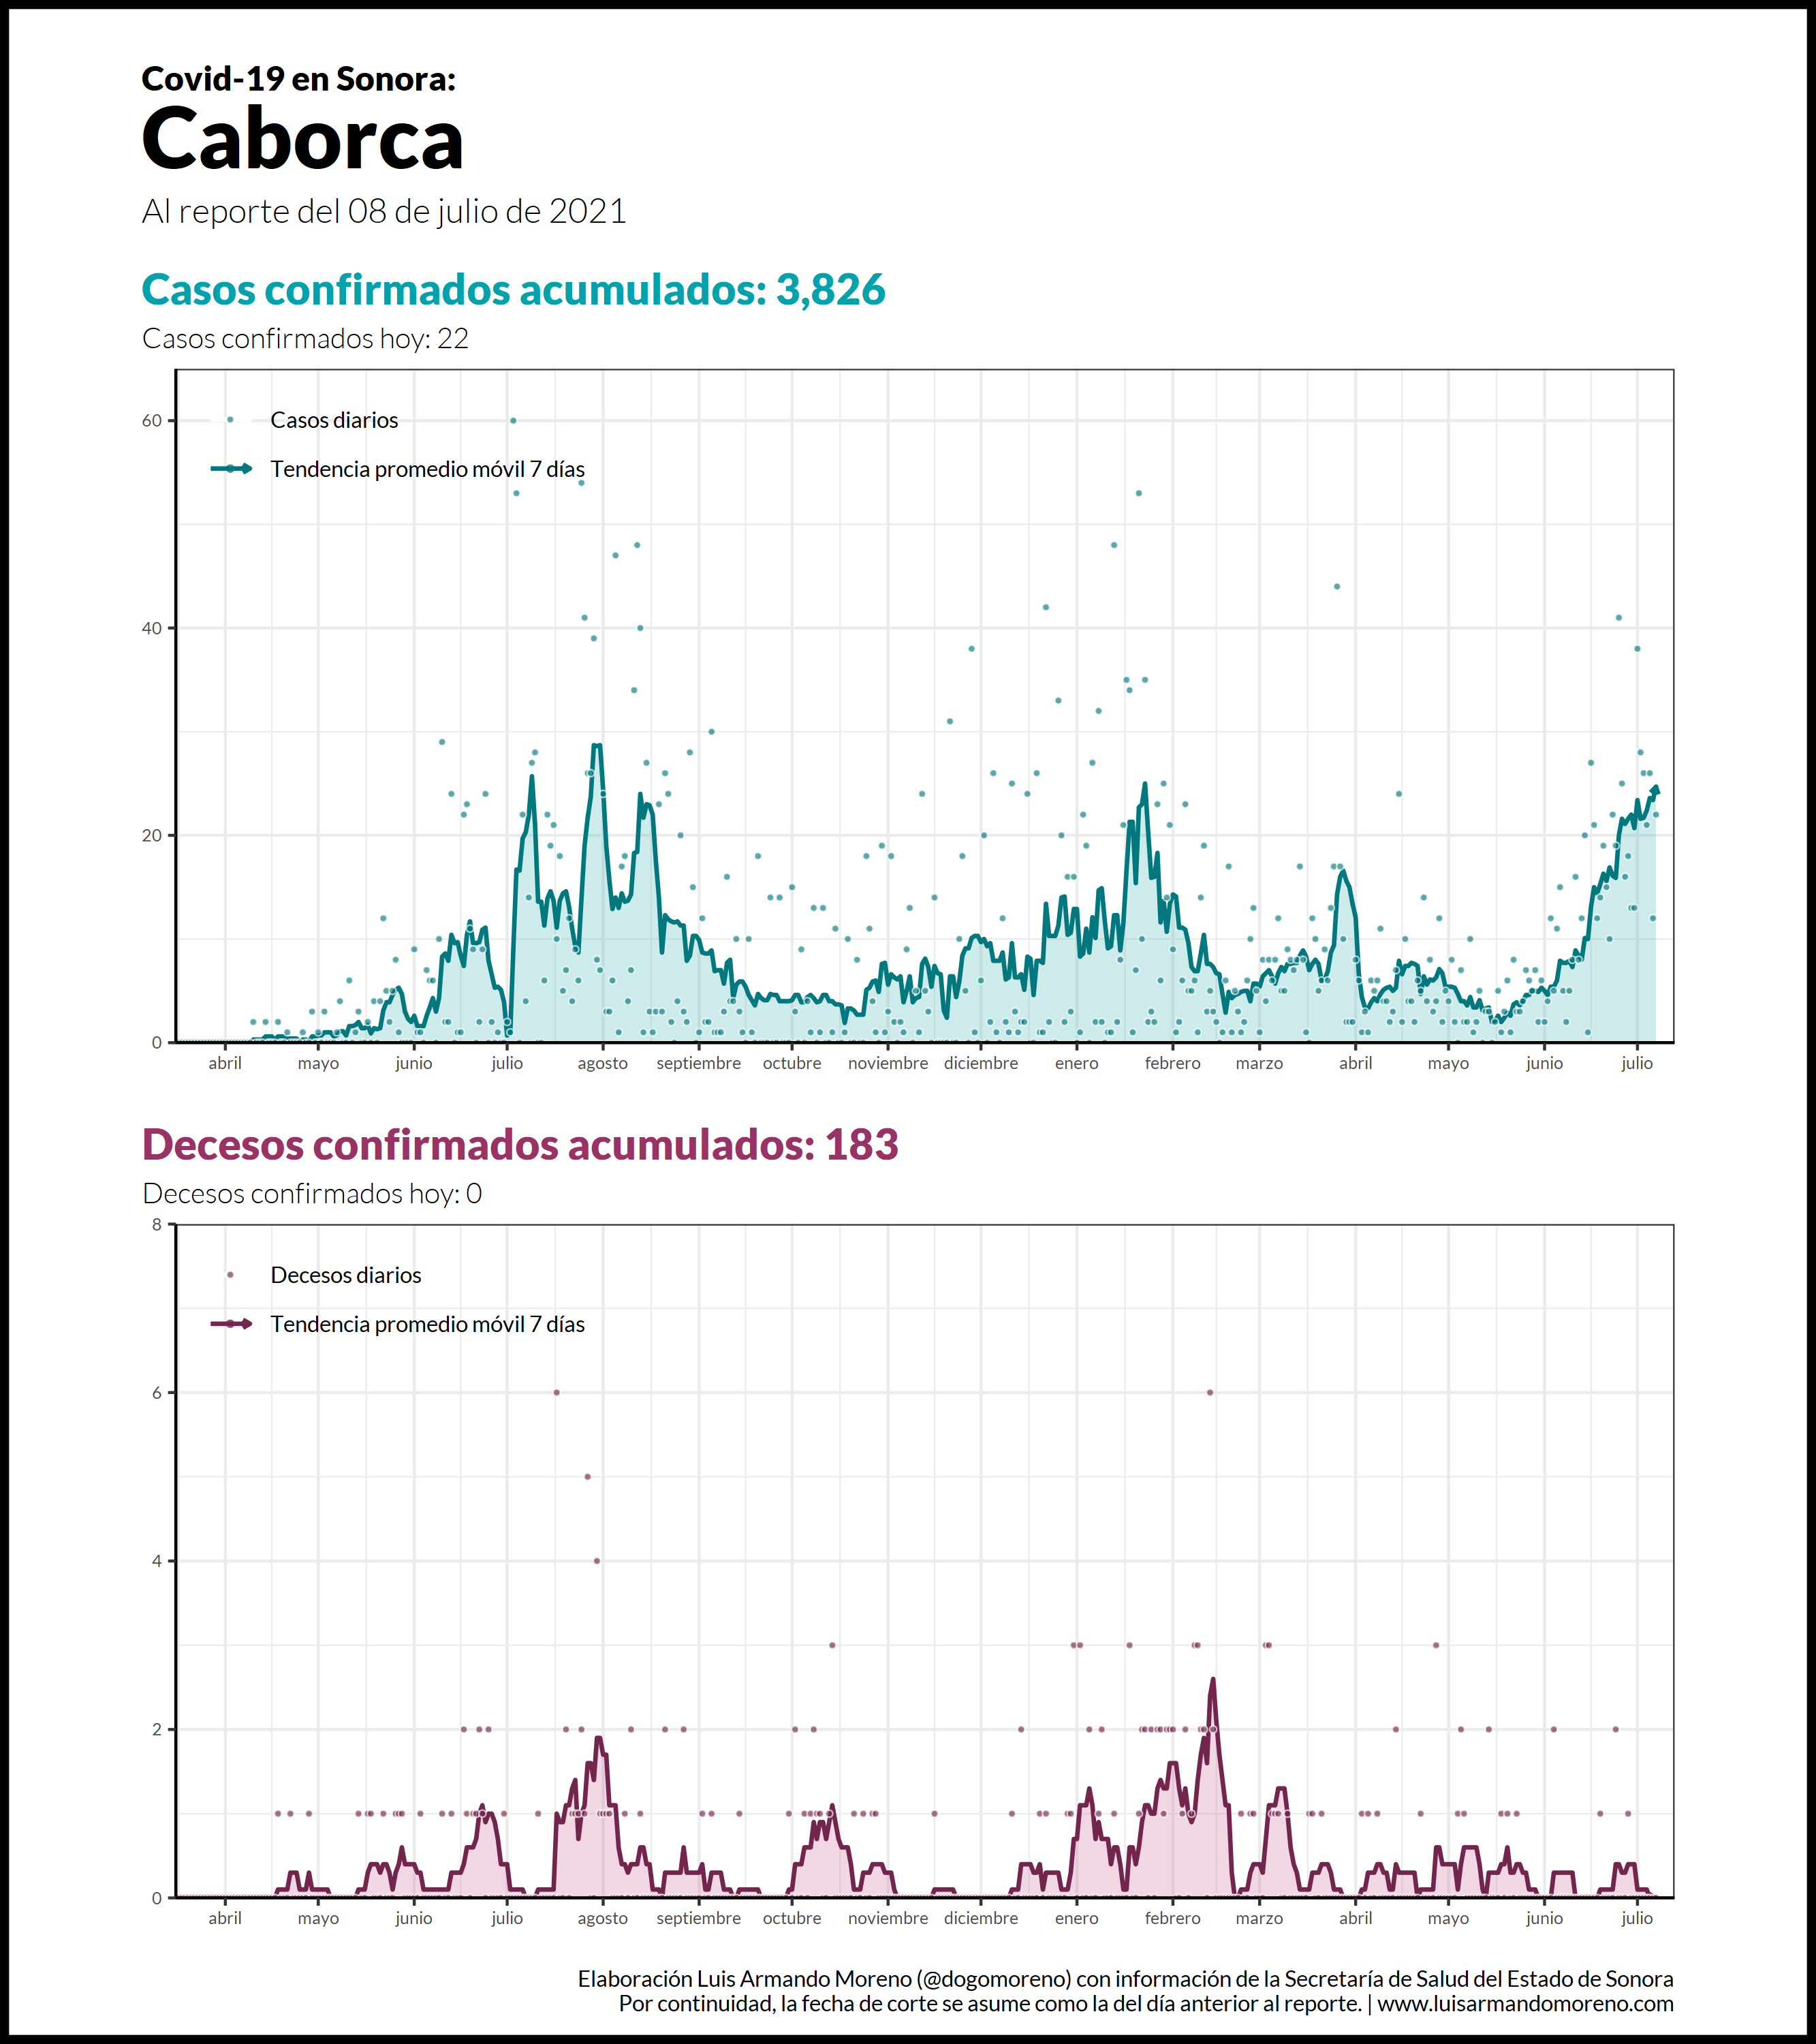 Covid-19 en Sonora:
Caborca
Al reporte del 08 de julio de 2021
Casos confirmados acumulados: 3,826
Casos confirmados hoy: 22
60
40
20
0
Casos diarios
Tendencia promedio móvil 7 días
abril mayo junio julio agosto septiembre octubre noviembre diciembre enero febrero marzo abril mayo junio julio
Decesos confirmados acumulados: 183
Decesos confirmados hoy: 0
8
6
4
2
0
Decesos diarios
Tendencia promedio móvil 7 días
abril mayo junio julio agosto septiembre octubre noviembre diciembre enero febrero marzo abril mayo junio julio
Elaboración Luis Armando Moreno (@dogomoreno) con información de la Secretaría de Salud del Estado de Sonora
Por continuidad, la fecha de corte se asume como la del día anterior al reporte. | www.luisarmandomoreno.com